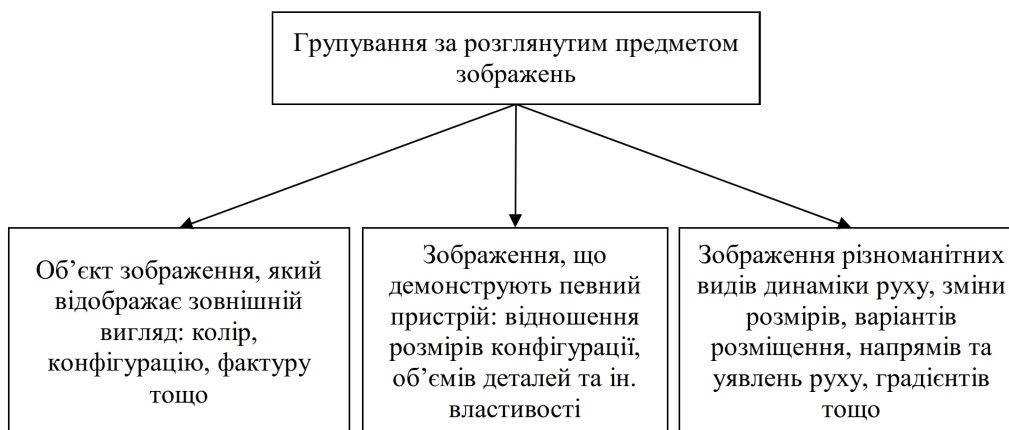 Групування за розглянутим предметом
зображень
Об’єкт зображення, який
відображає зовнішній
вигляд: колір,
конфігурацію, фактуру
тощо
Зображення, що
демонструють певний
пристрій: відношення
розмірів конфігурації,
об’ємів деталей та ін.
властивості
Зображення різноманітних
видів динаміки руху, зміни
розмірів, варіантів
розміщення, напрямів та
уявлень руху, градієнтів
тощо